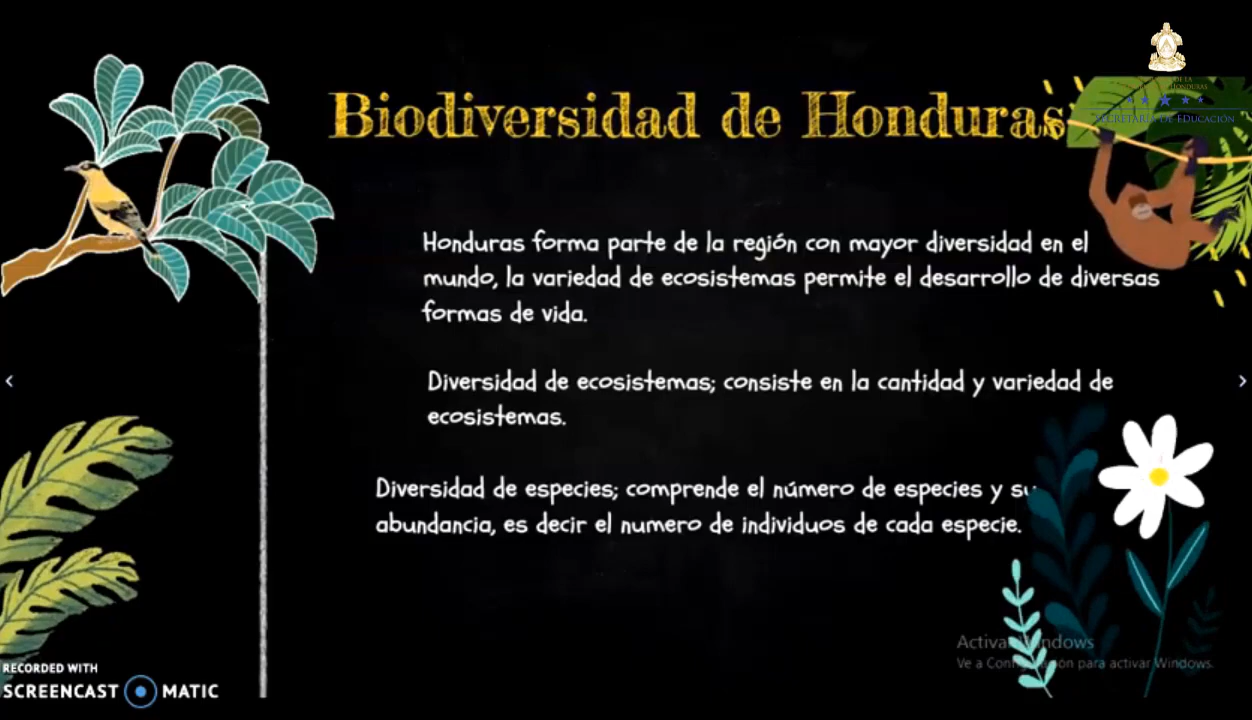 Biodiversidad de Honduras
SECRETARÍA DE EDUCACIÓN
Honduras forma parte de la región con mayor diversidad en el
mundo, la variedad de ecosistemas permite el desarrollo de diversas
formas de vida.
Diversidad de ecosistemas; consiste en la cantidad y variedad de
ecosistemas.
Diversidad de especies; comprende el número de especies y su
abundancia, es decir el numero de individuos de cada especie.
Activar Windows
Ve a Configuración para activar Windows.
RECORDED WITH
SCREENCAST MATIC